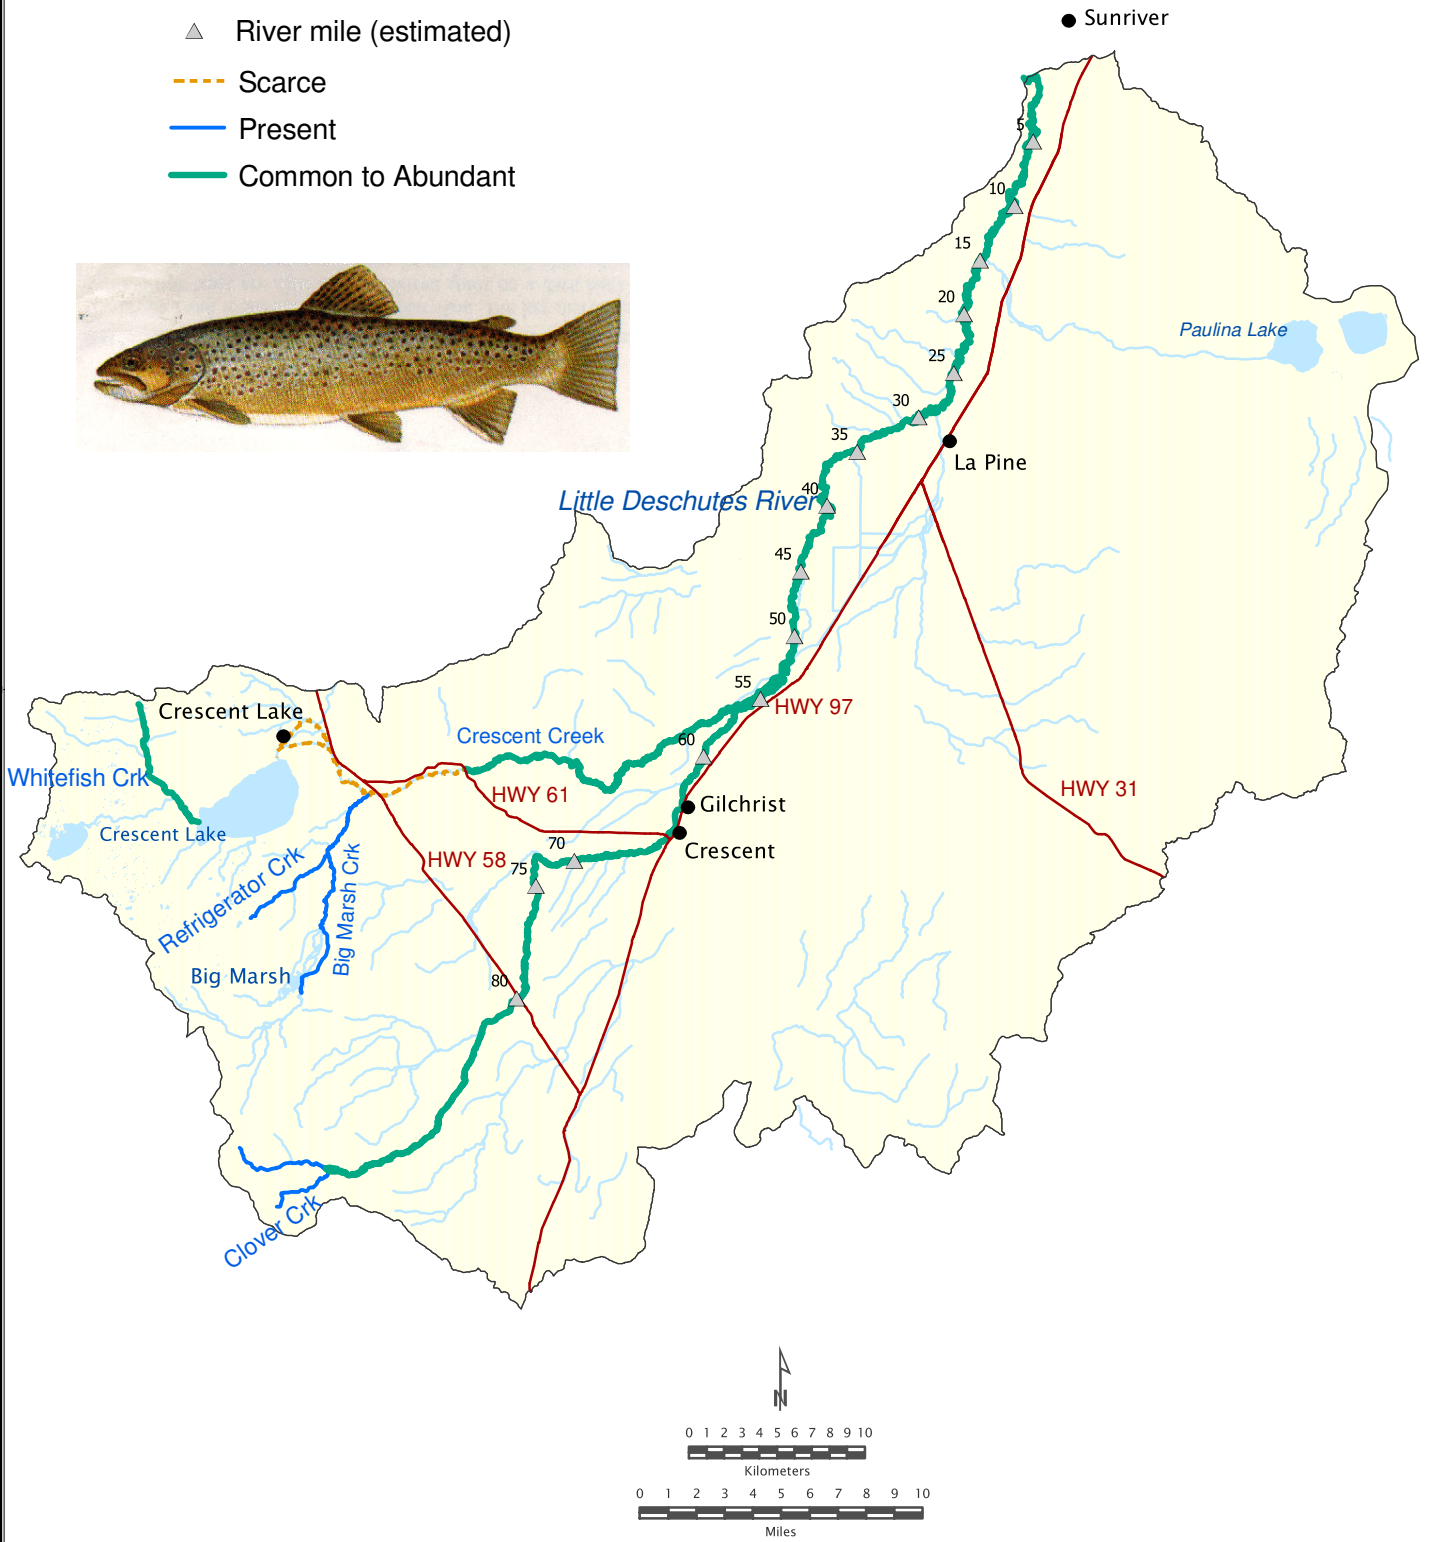 Sunriver
River mile (estimated)
Scarce
Present
Common to Abundant
5
10
15
20
Paulina Lake
25
30
35
La Pine
40
Little Deschutes River
45
50
55
HWY 97
Crescent Lake
Crescent Creek
60
Whitefish Crk
HWY 61
HWY 31
Gilchrist
Crescent Lake
70
Crescent
HWY 58
75
Refrigerator Crk
Big Marsh Crk
Big Marsh
80
Clover Crk
N
0 1 2 3 4 5 6 7 8 9 10
Kilometers
0 1 2 3 4 5 6 7 8 9 10
Miles